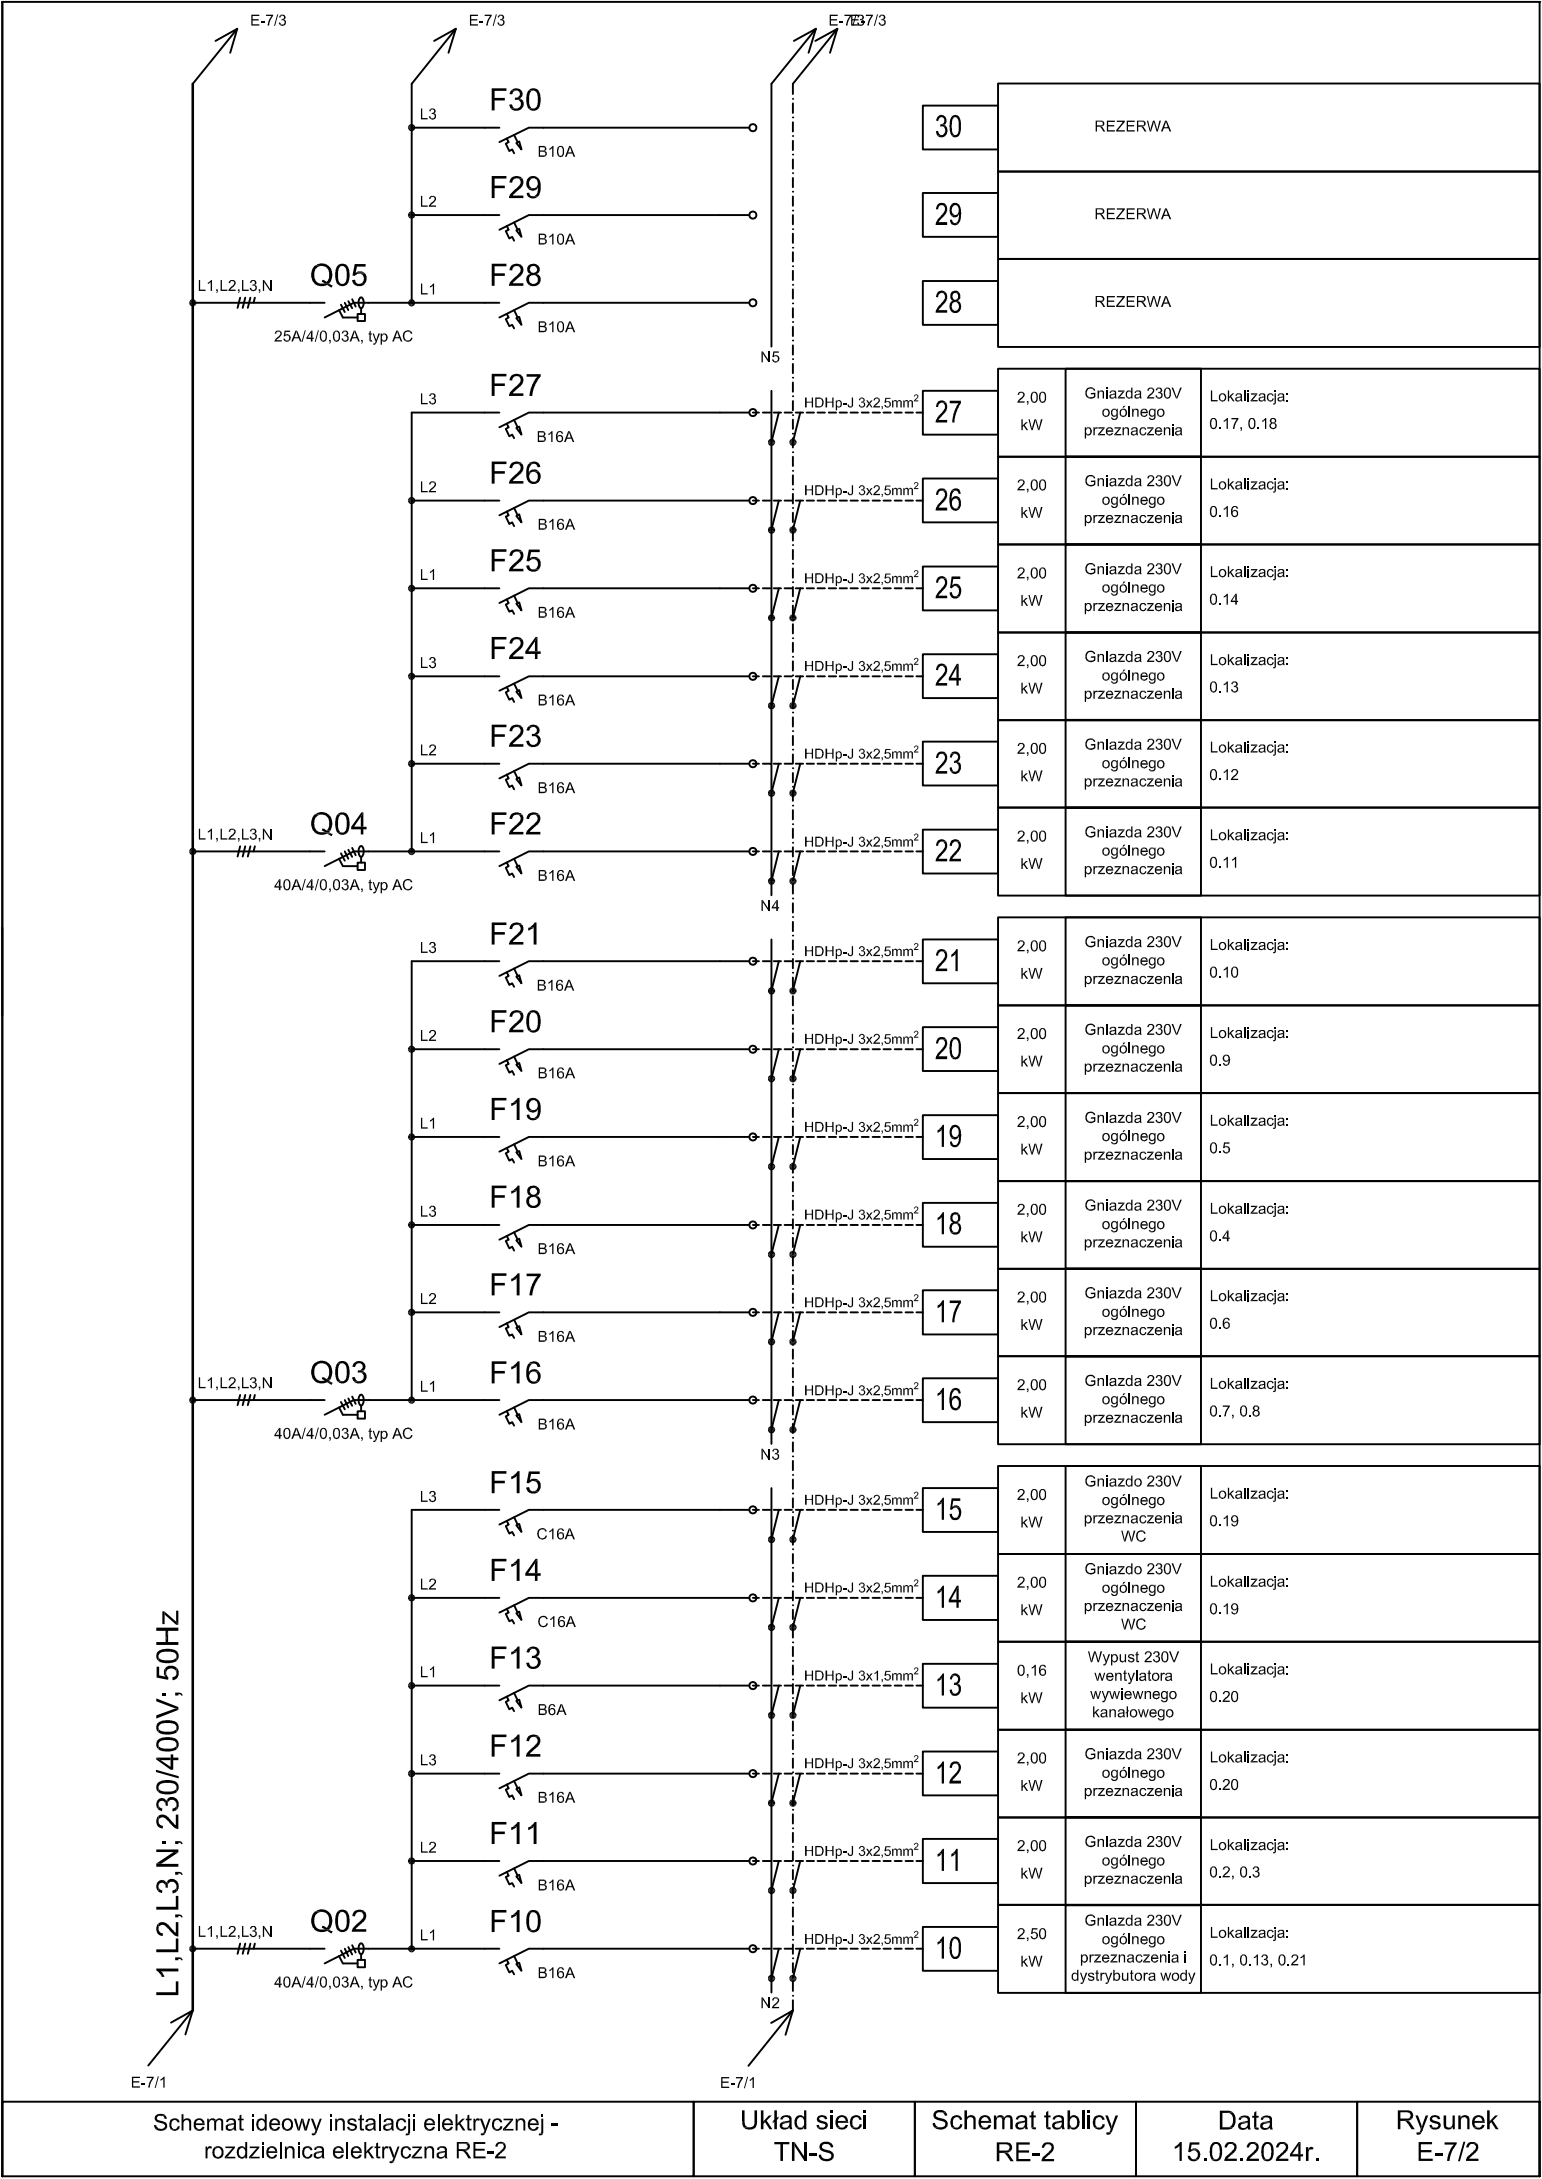 E-7/3
E-7/3
E-7/3
E-7/3
L3
F30
B10A
30
REZERWA
L2
F29
B10A
29
REZERWA
L1,L2,L3,N
Q05
25A/4/0,03A, typ AC
L1
F28
B10A
28
REZERWA
N5
L3
F27
B16A
HDHp-J 3x2,5mm²
27
2,00
kW
Gniazda 230V
ogólnego
przeznaczenia
Lokalizacja:
0.17, 0.18
L2
F26
B16A
HDHp-J 3x2,5mm²
26
2,00
kW
Gniazda 230V
ogólnego
przeznaczenia
Lokalizacja:
0.16
L1
F25
B16A
HDHp-J 3x2,5mm²
25
2,00
kW
Gniazda 230V
ogólnego
przeznaczenia
Lokalizacja:
0.14
L3
F24
B16A
HDHp-J 3x2,5mm²
24
2,00
kW
Gniazda 230V
ogólnego
przeznaczenia
Lokalizacja:
0.13
L2
F23
B16A
HDHp-J 3x2,5mm²
23
2,00
kW
Gniazda 230V
ogólnego
przeznaczenia
Lokalizacja:
0.12
L1,L2,L3,N
Q04
40A/4/0,03A, typ AC
L1
F22
B16A
HDHp-J 3x2,5mm²
22
2,00
kW
Gniazda 230V
ogólnego
przeznaczenia
Lokalizacja:
0.11
N4
L3
F21
B16A
HDHp-J 3x2,5mm²
21
2,00
kW
Gniazda 230V
ogólnego
przeznaczenia
Lokalizacja:
0.10
L2
F20
B16A
HDHp-J 3x2,5mm²
20
2,00
kW
Gniazda 230V
ogólnego
przeznaczenia
Lokalizacja:
0.9
L1
F19
B16A
HDHp-J 3x2,5mm²
19
2,00
kW
Gniazda 230V
ogólnego
przeznaczenia
Lokalizacja:
0.5
L3
F18
B16A
HDHp-J 3x2,5mm²
18
2,00
kW
Gniazda 230V
ogólnego
przeznaczenia
Lokalizacja:
0.4
L2
F17
B16A
HDHp-J 3x2,5mm²
17
2,00
kW
Gniazda 230V
ogólnego
przeznaczenia
Lokalizacja:
0.6
L1,L2,L3,N
Q03
40A/4/0,03A, typ AC
L1
F16
B16A
HDHp-J 3x2,5mm²
16
2,00
kW
Gniazda 230V
ogólnego
przeznaczenia
Lokalizacja:
0.7, 0.8
N3
L3
F15
C16A
HDHp-J 3x2,5mm²
15
2,00
kW
Gniazdo 230V
ogólnego
przeznaczenia
WC
Lokalizacja:
0.19
L2
F14
C16A
HDHp-J 3x2,5mm²
14
2,00
kW
Gniazdo 230V
ogólnego
przeznaczenia
WC
Lokalizacja:
0.19
L1
F13
B6A
HDHp-J 3x1,5mm²
13
0,16
kW
Wypust 230V
wentylatora
wywiewnego
kanałowego
Lokalizacja:
0.20
L3
F12
B16A
HDHp-J 3x2,5mm²
12
2,00
kW
Gniazda 230V
ogólnego
przeznaczenia
Lokalizacja:
0.20
L2
F11
B16A
HDHp-J 3x2,5mm²
11
2,00
kW
Gniazda 230V
ogólnego
przeznaczenia
Lokalizacja:
0.2, 0.3
L1,L2,L3,N
Q02
40A/4/0,03A, typ AC
L1
F10
B16A
HDHp-J 3x2,5mm²
10
2,50
kW
Gniazda 230V
ogólnego
przeznaczenia i
dystrybutora wody
Lokalizacja:
0.1, 0.13, 0.21
N2
L1,L2,L3,N; 230/400V; 50Hz
E-7/1
E-7/1
Schemat ideowy instalacji elektrycznej -
rozdzielnica elektryczna RE-2
Układ sieci
TN-S
Schemat tablicy
RE-2
Data
15.02.2024r.
Rysunek
E-7/2